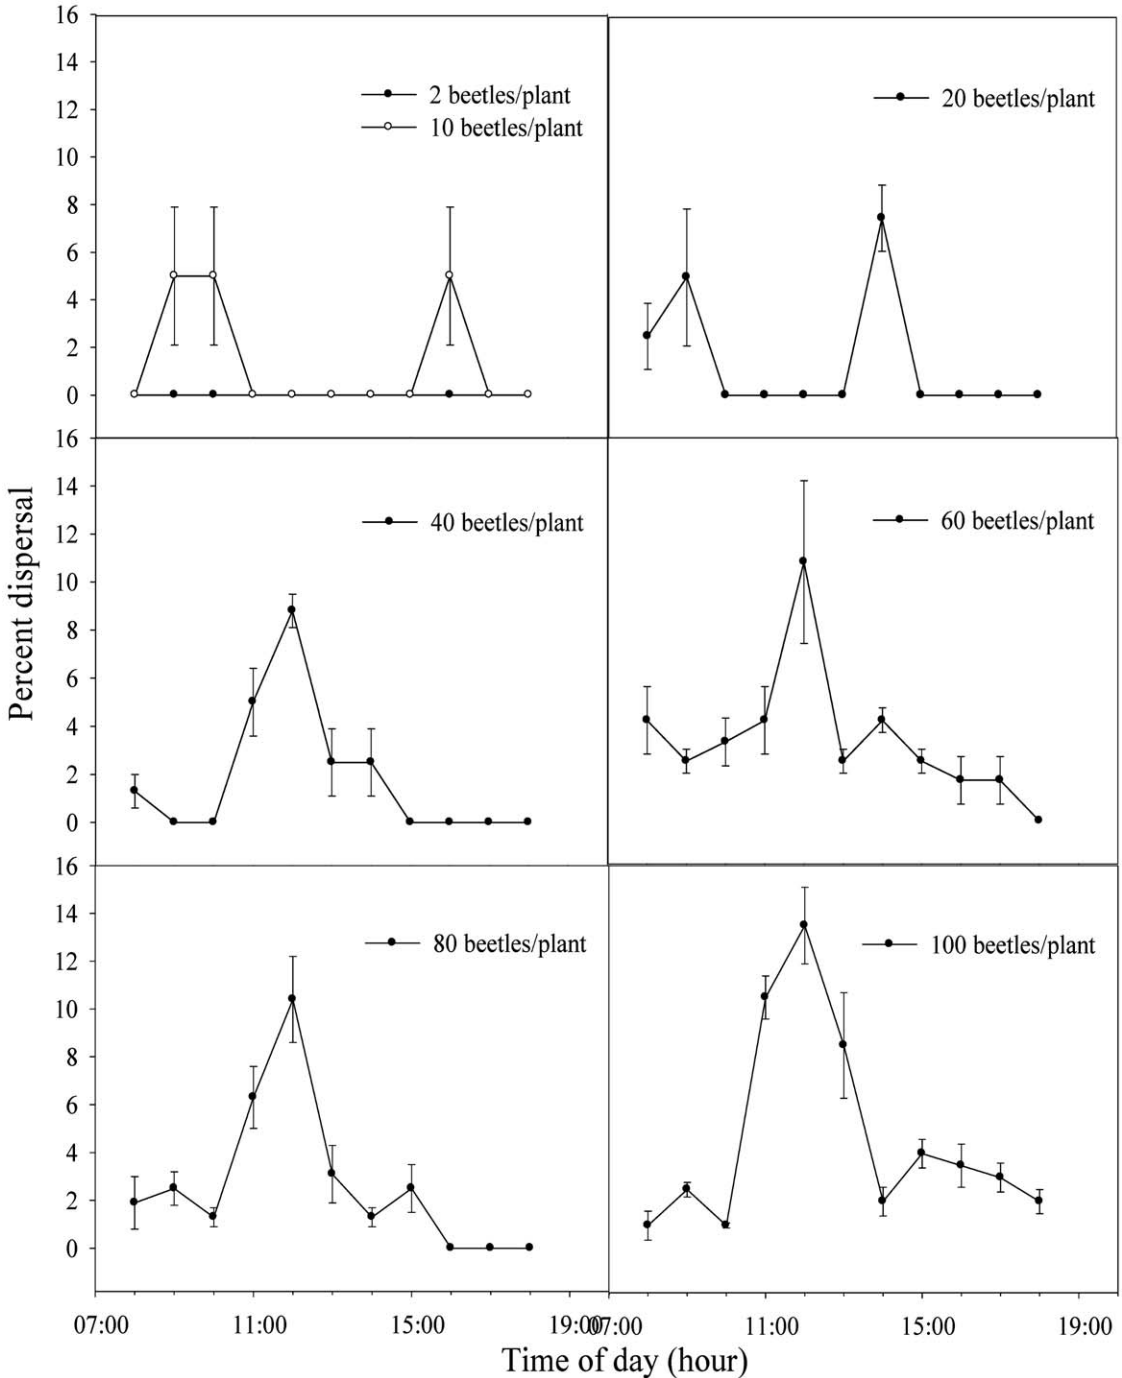 16
14
12
10
8
6
4
2
0
2 beetles/plant
10 beetles/plant
20 beetles/plant
16
14
12
10
8
6
4
2
0
40 beetles/plant
60 beetles/plant
16
14
12
10
8
6
4
2
0
80 beetles/plant
100 beetles/plant
Percent dispersal
07:00 11:00 15:00 19:00
07:00 11:00 15:00 19:00
Time of day (hour)